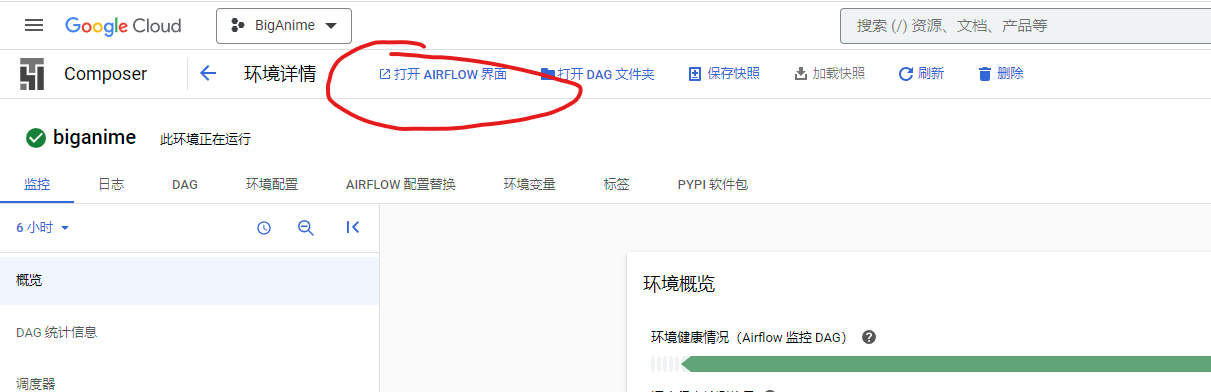 Google Cloud BigAnime 搜索 (/) 资源、文档、产品等
Composer 环境详情 打开 AIRFLOW 界面 打开 DAG 文件夹 保存快照 加载快照 刷新 删除
biganime 此环境正在运行
监控 日志 DAG 环境配置 AIRFLOW 配置替换 环境变量 标签 PYPI 软件包
6 小时
概览
环境概览
DAG 统计信息
环境健康情况（Airflow 监控 DAG）
调度器